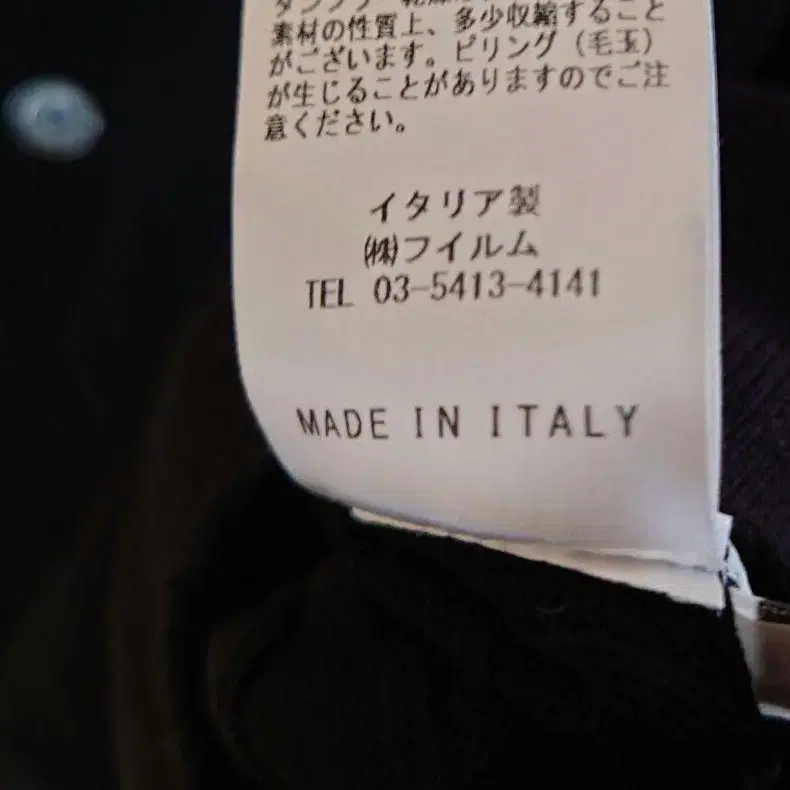 素材の性質上、多少収縮すること
がございます。ピリング（毛玉）
が生じることがありますのでご注
意ください。
イタリア製
㈱フイルム
TEL 03-5413-4141
MADE IN ITALY